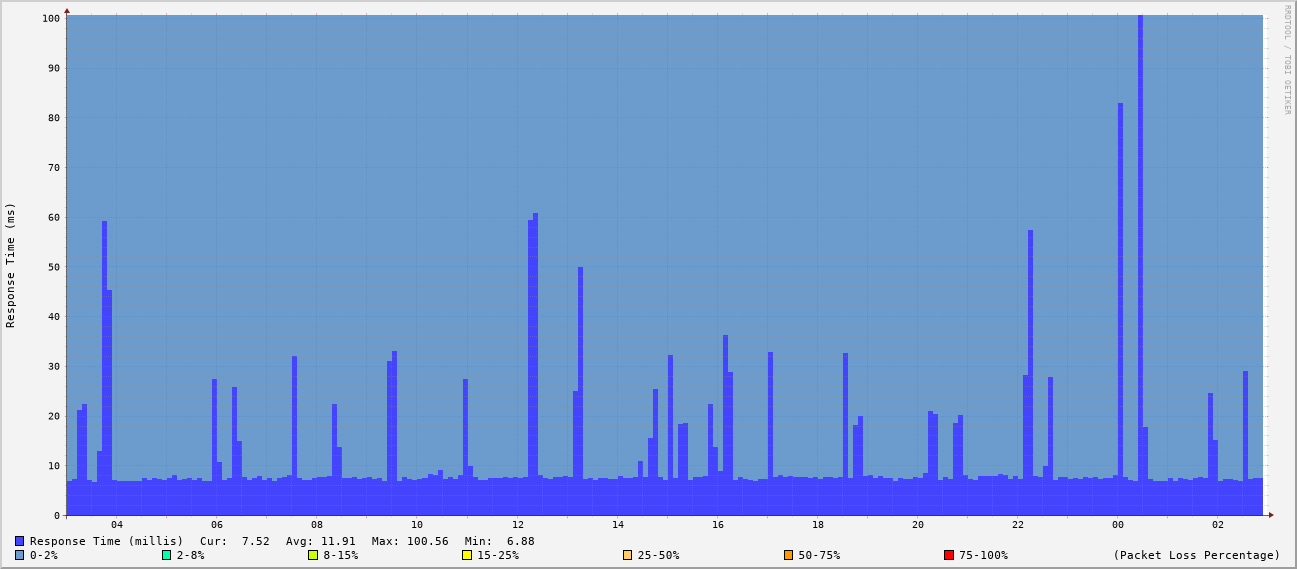 RRDTOOL / TOBI OETIKER
Response Time (ms)
100
90
80
70
60
50
40
30
20
10
0
04 06 08 10 12 14 16 18 20 22 00 02
Response Time (millis) Cur: 7.52 Avg: 11.91 Max: 100.56 Min: 6.88
0-2% 2-8% 8-15% 15-25% 25-50% 50-75% 75-100% (Packet Loss Percentage)